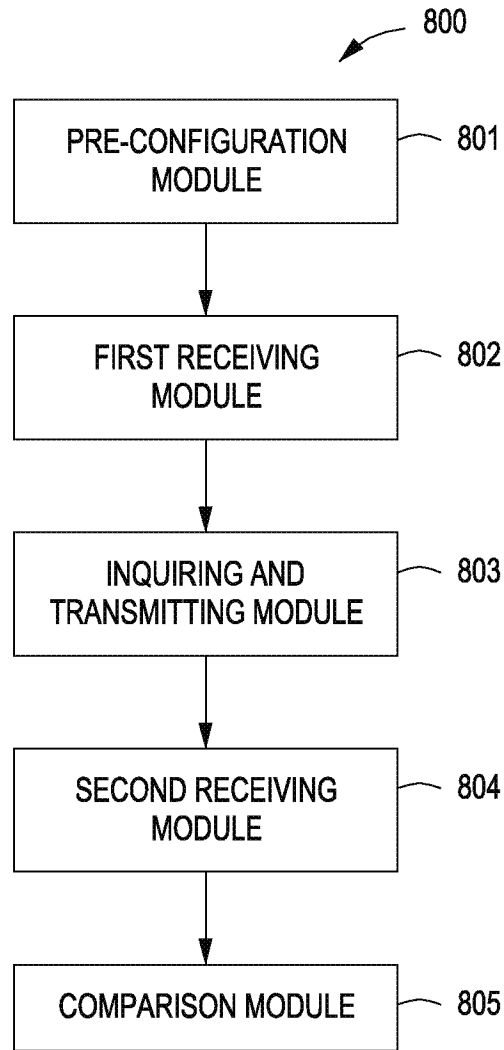 800
PRE-CONFIGURATION
MODULE
801
FIRST RECEIVING
MODULE
802
INQUIRING AND
TRANSMITTING MODULE
803
SECOND RECEIVING
MODULE
804
COMPARISON MODULE
805